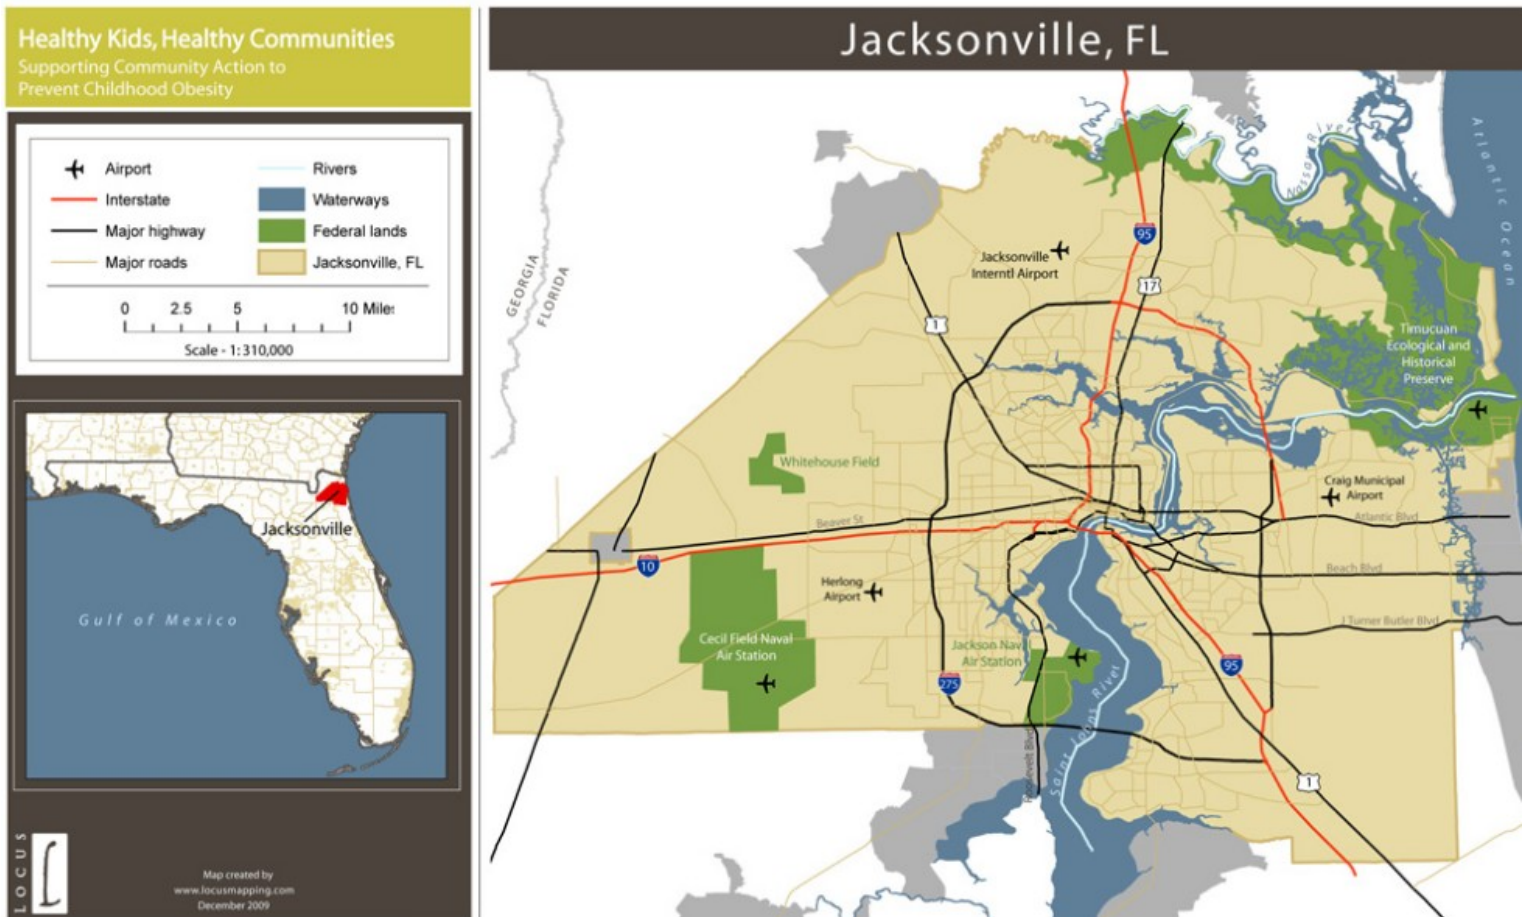 Healthy Kids, Healthy Communities
Supporting Community Action to
Prevent Childhood Obesity
Airport
Interstate
Major highway
Major roads
Rivers
Waterways
Federal lands
Jacksonville, FL
0 2.5 5 10 Miles
Scale - 1: 310,000
Jacksonville
Gulf of Mexico
LOCUS
Map created by
www.locusmapping.com
December 2009
Jacksonville, FL
GEORGIA
FLORIDA
Nassau River
Atlantic Ocean
95
Jacksonville
Interntl Airport
17
1
Timucuan
Ecological and
Historical
Preserve
Whitehouse Field
Craig Municipal
Airport
Beaver St
Atlantic Blvd
10
Beach Blvd
Herlong
Airport
J Turner Butler Blvd
Cecil Field Naval
Air Station
Jackson Nav
Air Station
95
275
Saint Johns River
Roosevelt Blvd
1